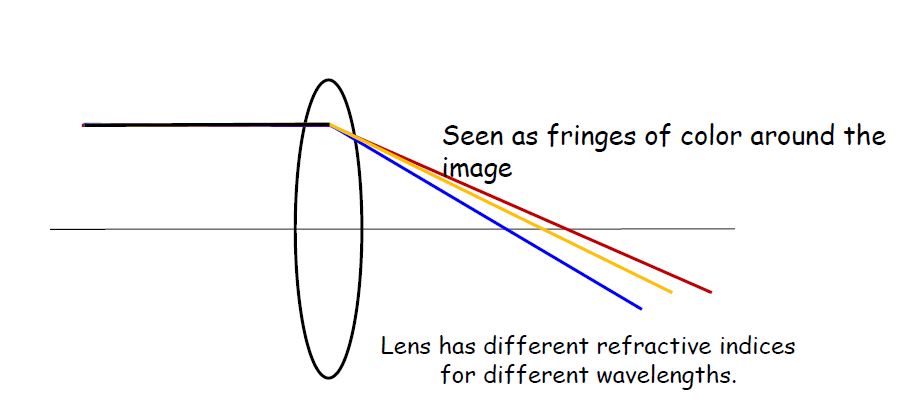 Seen as fringes of color around the
image
Lens has different refractive indices
for different wavelengths.